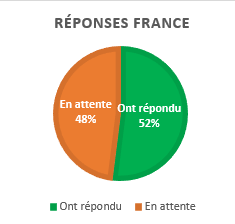 RÉPONSES FRANCE
En attente
48%
Ont répondu
52%
Ont répondu
En attente